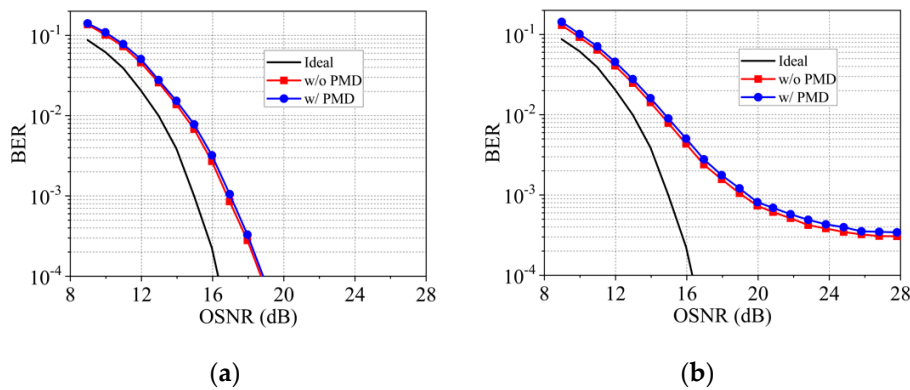 10⁻¹
10⁻²
10⁻³
10⁻⁴
BER
Ideal
w/o PMD
w/ PMD
8 12 16 20 24 28
OSNR (dB)
(a)
10⁻¹
10⁻²
10⁻³
10⁻⁴
BER
Ideal
w/o PMD
w/ PMD
8 12 16 20 24 28
OSNR (dB)
(b)